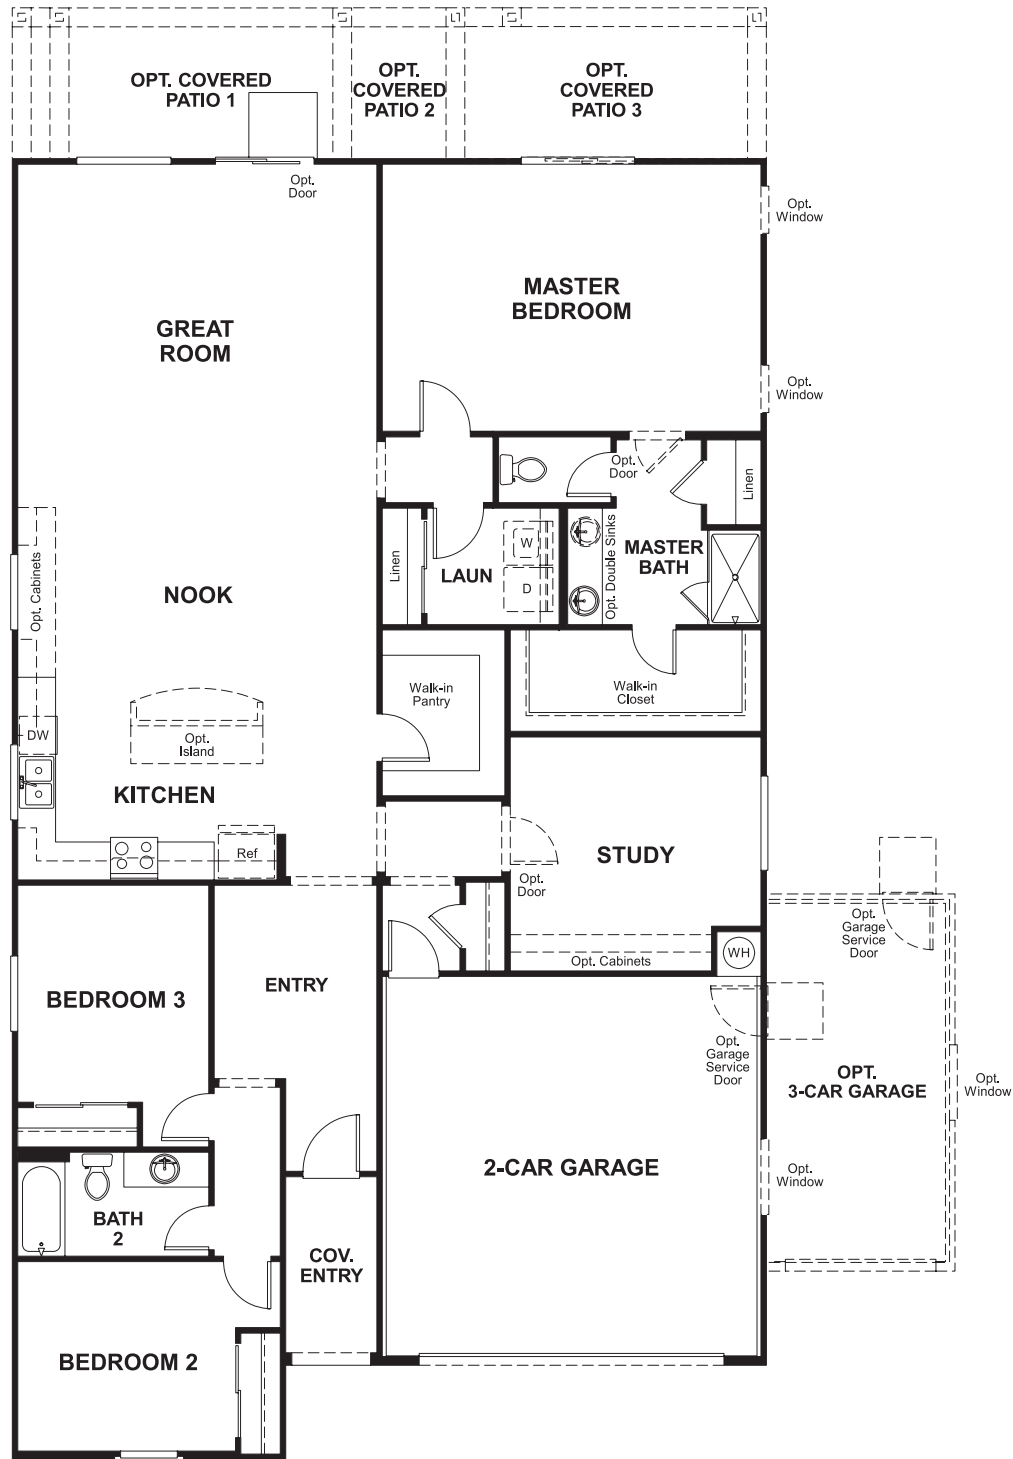 OPT. COVERED
PATIO 1
OPT.
COVERED
PATIO 2
OPT.
COVERED
PATIO 3
Opt.
Door
Opt.
Window
MASTER
BEDROOM
GREAT
ROOM
Opt.
Window
Opt.
Door
Linen
Opt. Double Sinks
MASTER
BATH
W
D
LAUN
Linen
Opt. Cabinets
NOOK
Walk-in
Pantry
Walk-in
Closet
DW
Opt.
Island
KITCHEN
Ref
STUDY
Opt.
Door
Opt. Cabinets
WH
Opt.
Garage
Service
Door
ENTRY
BEDROOM 3
Opt.
Garage
Service
Door
OPT.
3-CAR GARAGE
Opt.
Window
2-CAR GARAGE
Opt.
Window
BATH
2
COV.
ENTRY
BEDROOM 2